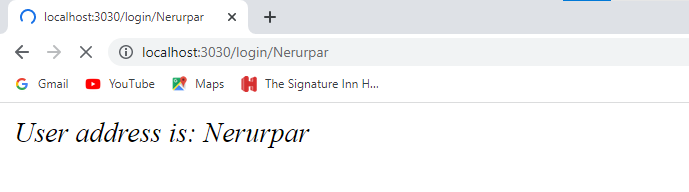 localhost:3030/login/Nerurpar
localhost:3030/login/Nerurpar
Gmail YouTube Maps The Signature Inn H...
User address is: Nerurpar